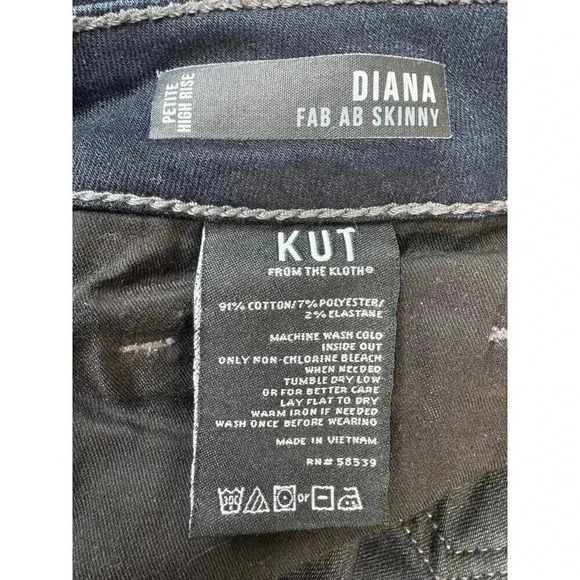 PETITE
HIGH RISE
DIANA
FAB AB SKINNY
KUT
FROM THE KLOTH®
91% COTTON/7% POLYESTER/
2% ELASTANE
MACHINE WASH COLD
INSIDE OUT
ONLY NON-CHLORINE BLEACH
WHEN NEEDED
TUMBLE DRY LOW
OR FOR BETTER CARE
LAY FLAT TO DRY
WARM IRON IF NEEDED
WASH ONCE BEFORE WEARING
MADE IN VIETNAM
RN# 58539
30C or